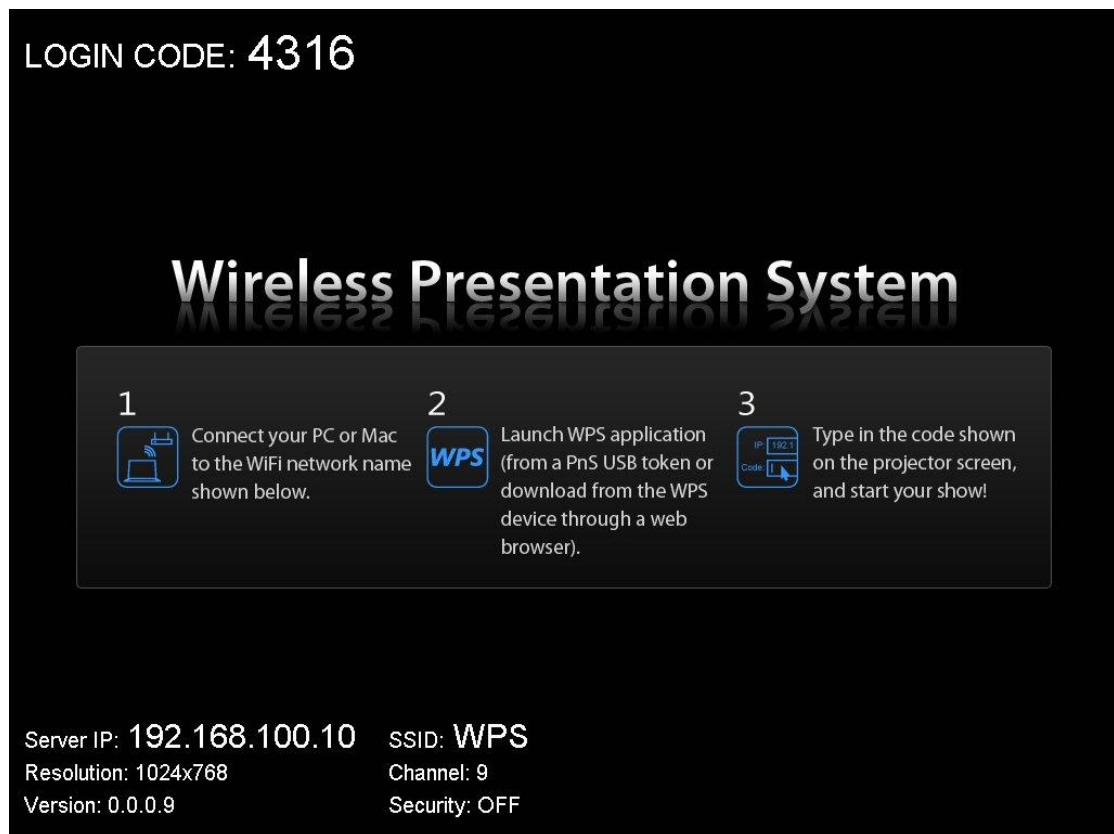 LOGIN CODE: 4316
Wireless Presentation System
1
Connect your PC or Mac
to the WiFi network name
shown below.
2
WPS
Launch WPS application
(from a PnS USB token or
download from the WPS
device through a web
browser).
3
IP: 192.1
Code:
Type in the code shown
on the projector screen,
and start your show!
Server IP: 192.168.100.10 SSID: WPS
Resolution: 1024x768 Channel: 9
Version: 0.0.0.9 Security: OFF